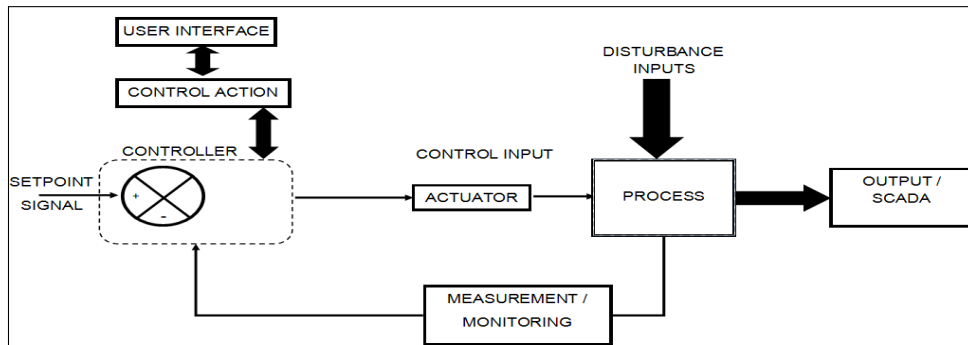 USER INTERFACE
CONTROL ACTION
CONTROLLER
SETPOINT
SIGNAL
+
-
CONTROL INPUT
ACTUATOR
DISTURBANCE
INPUTS
PROCESS
OUTPUT /
SCADA
MEASUREMENT /
MONITORING